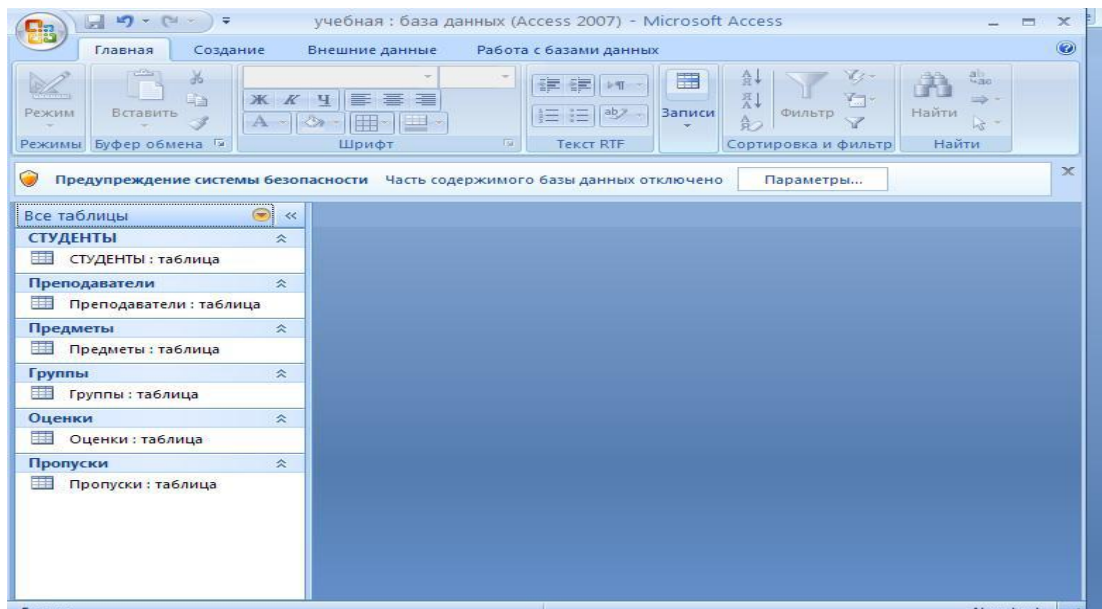 учебная : база данных (Access 2007) - Microsoft Access
Главная Создание Внешние данные Работа с базами данных
Режим Вставить Ж К Ч Записи Фильтр Найти
Режимы Буфер обмена Шрифт Текст RTF Сортировка и фильтр Найти
Предупреждение системы безопасности Часть содержимого базы данных отключено Параметры...
Все таблицы
СТУДЕНТЫ
СТУДЕНТЫ : таблица
Преподаватели
Преподаватели : таблица
Предметы
Предметы : таблица
Группы
Группы : таблица
Оценки
Оценки : таблица
Пропуски
Пропуски : таблица